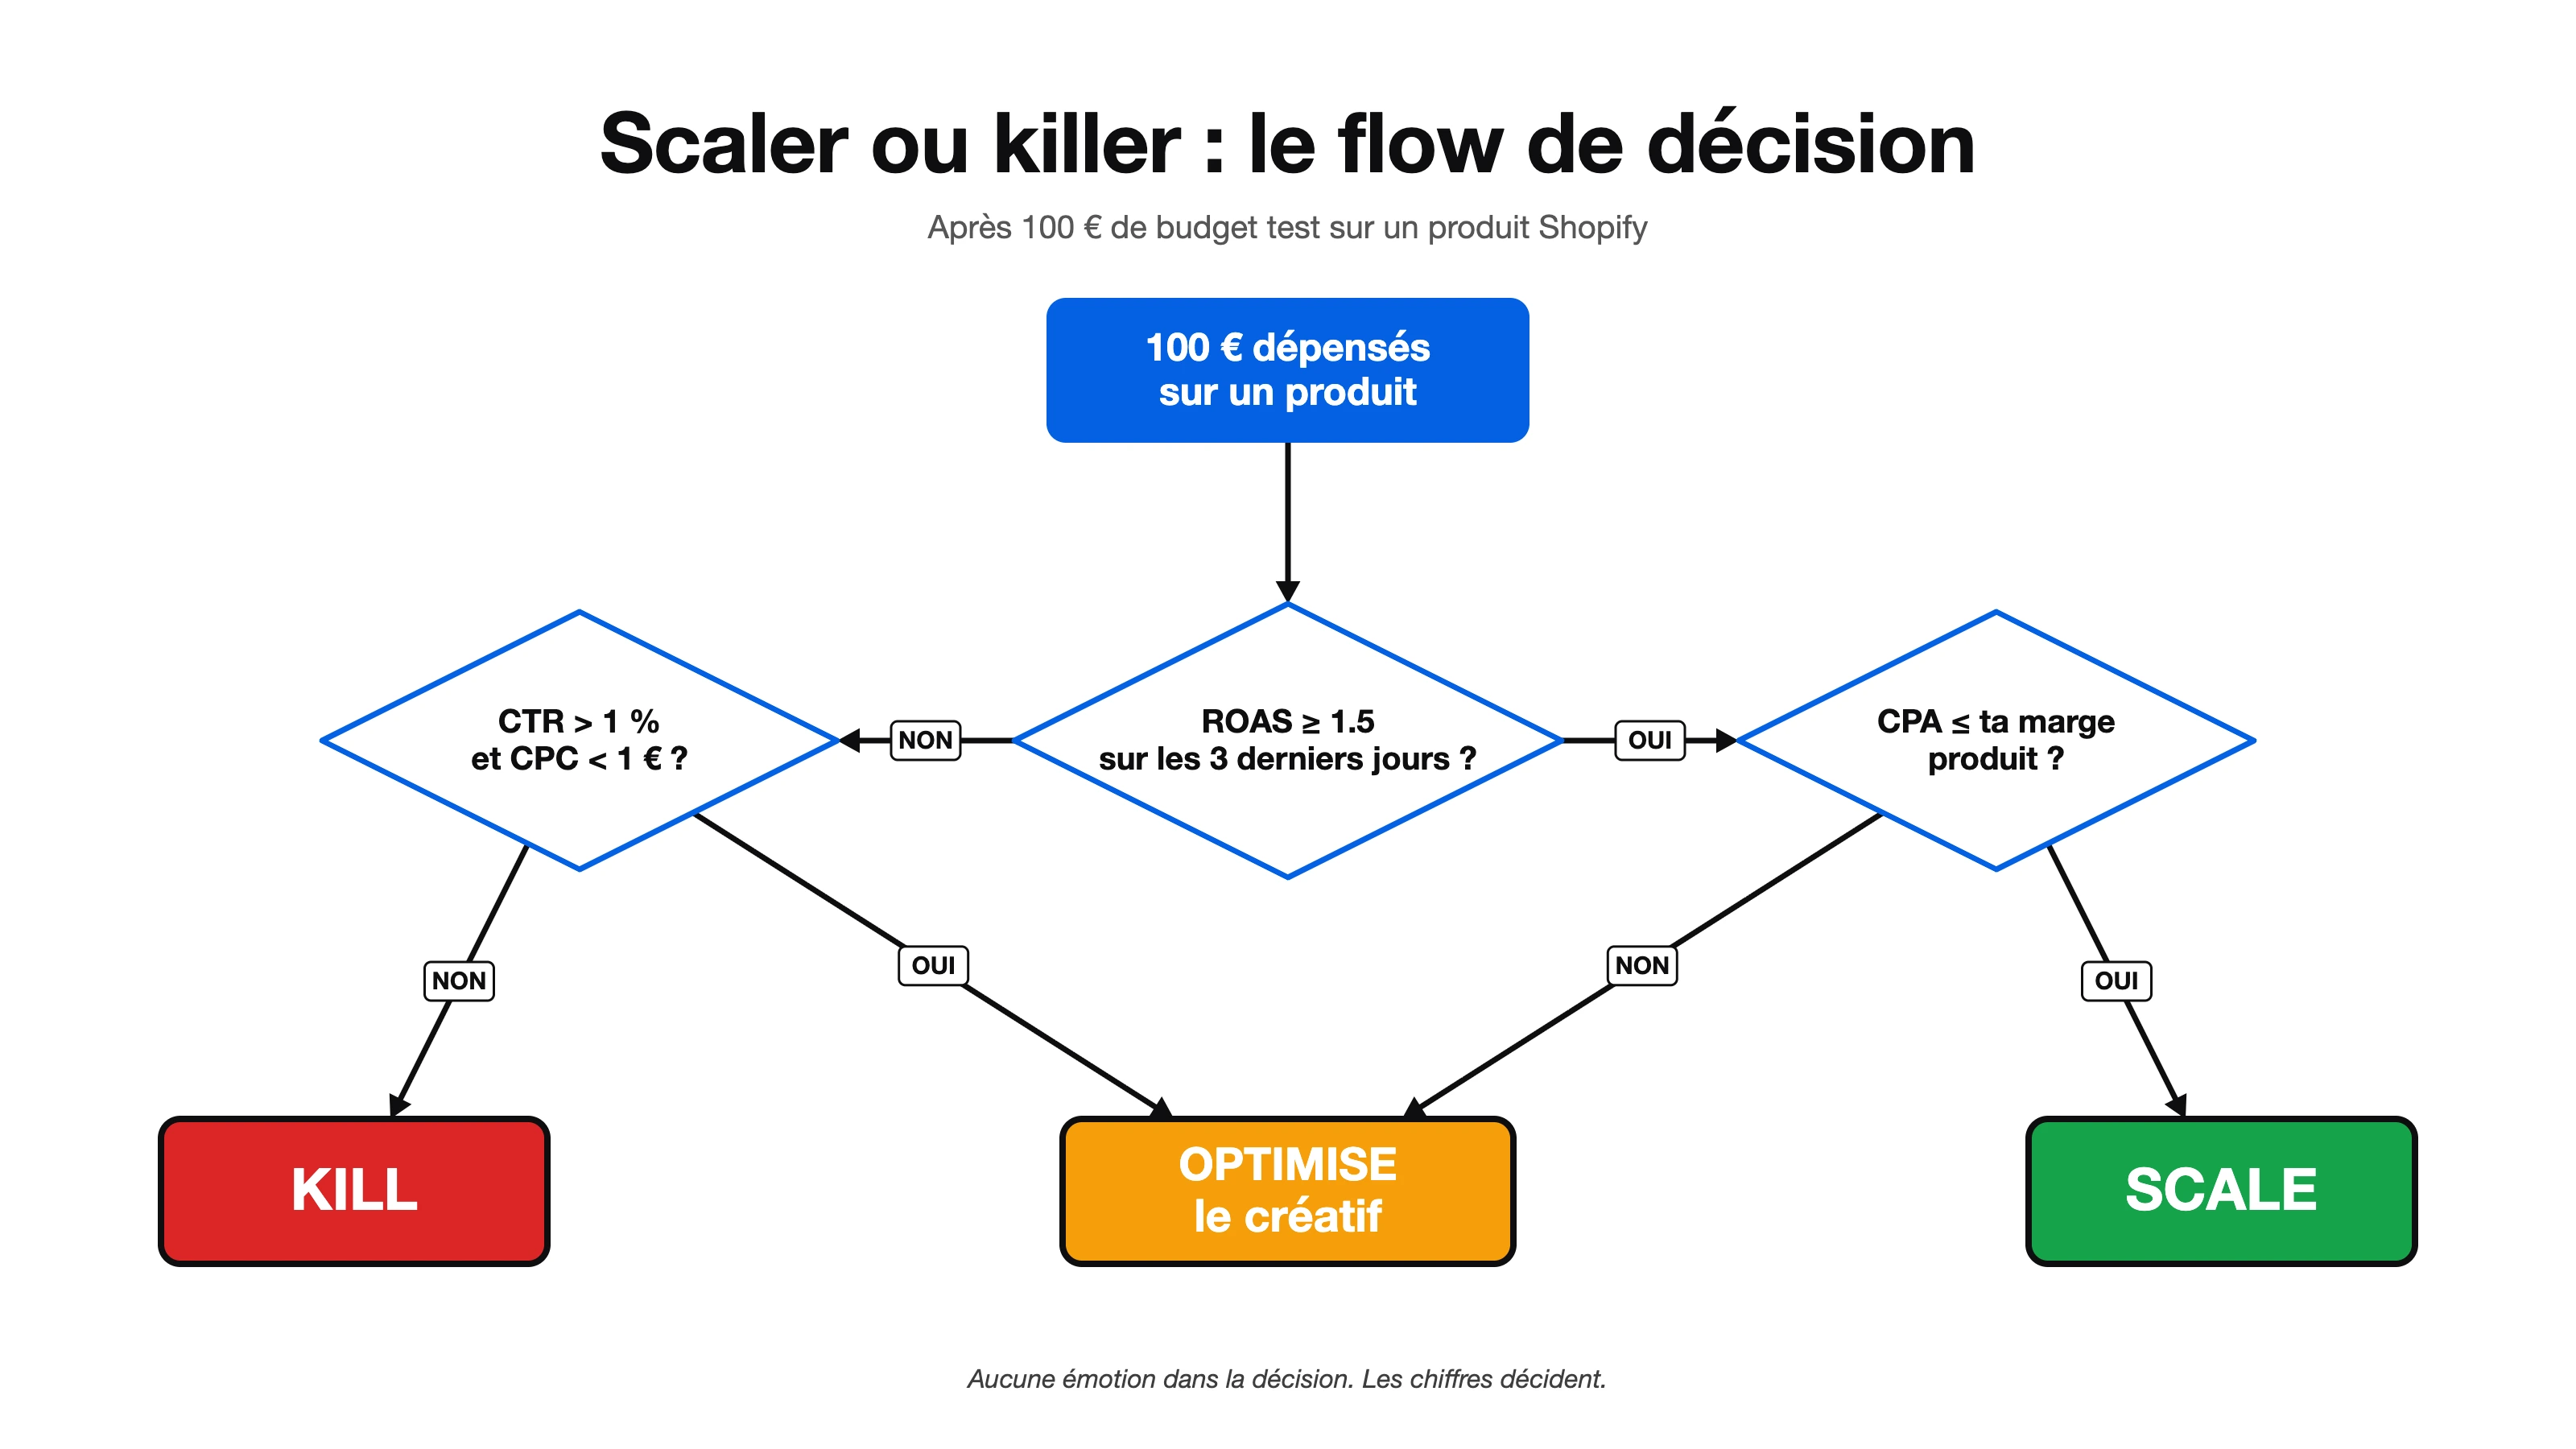 Scaler ou killer : le flow de décision
Après 100 € de budget test sur un produit Shopify
100 € dépensés
sur un produit
CTR > 1 %
et CPC < 1 € ?
NON
ROAS ≥ 1.5
sur les 3 derniers jours ?
OUI
CPA ≤ ta marge
produit ?
NON
OUI
NON
OUI
KILL
OPTIMISE
le créatif
SCALE
Aucune émotion dans la décision. Les chiffres décident.